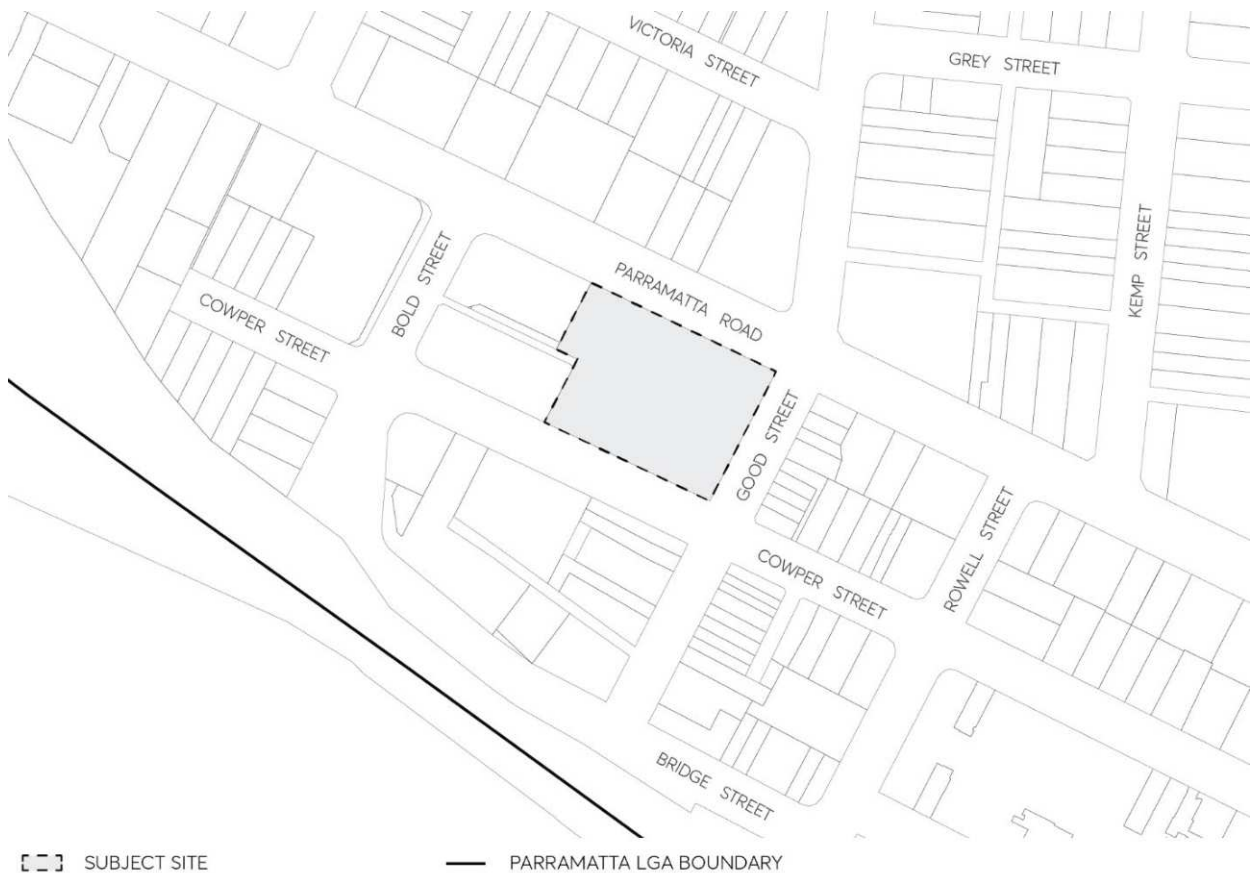 VICTORIA STREET
GREY STREET
KEMP STREET
BOLD STREET
PARRAMATTA ROAD
COWPER STREET
GOOD STREET
ROWELL STREET
COWPER STREET
BRIDGE STREET
SUBJECT SITE
PARRAMATTA LGA BOUNDARY